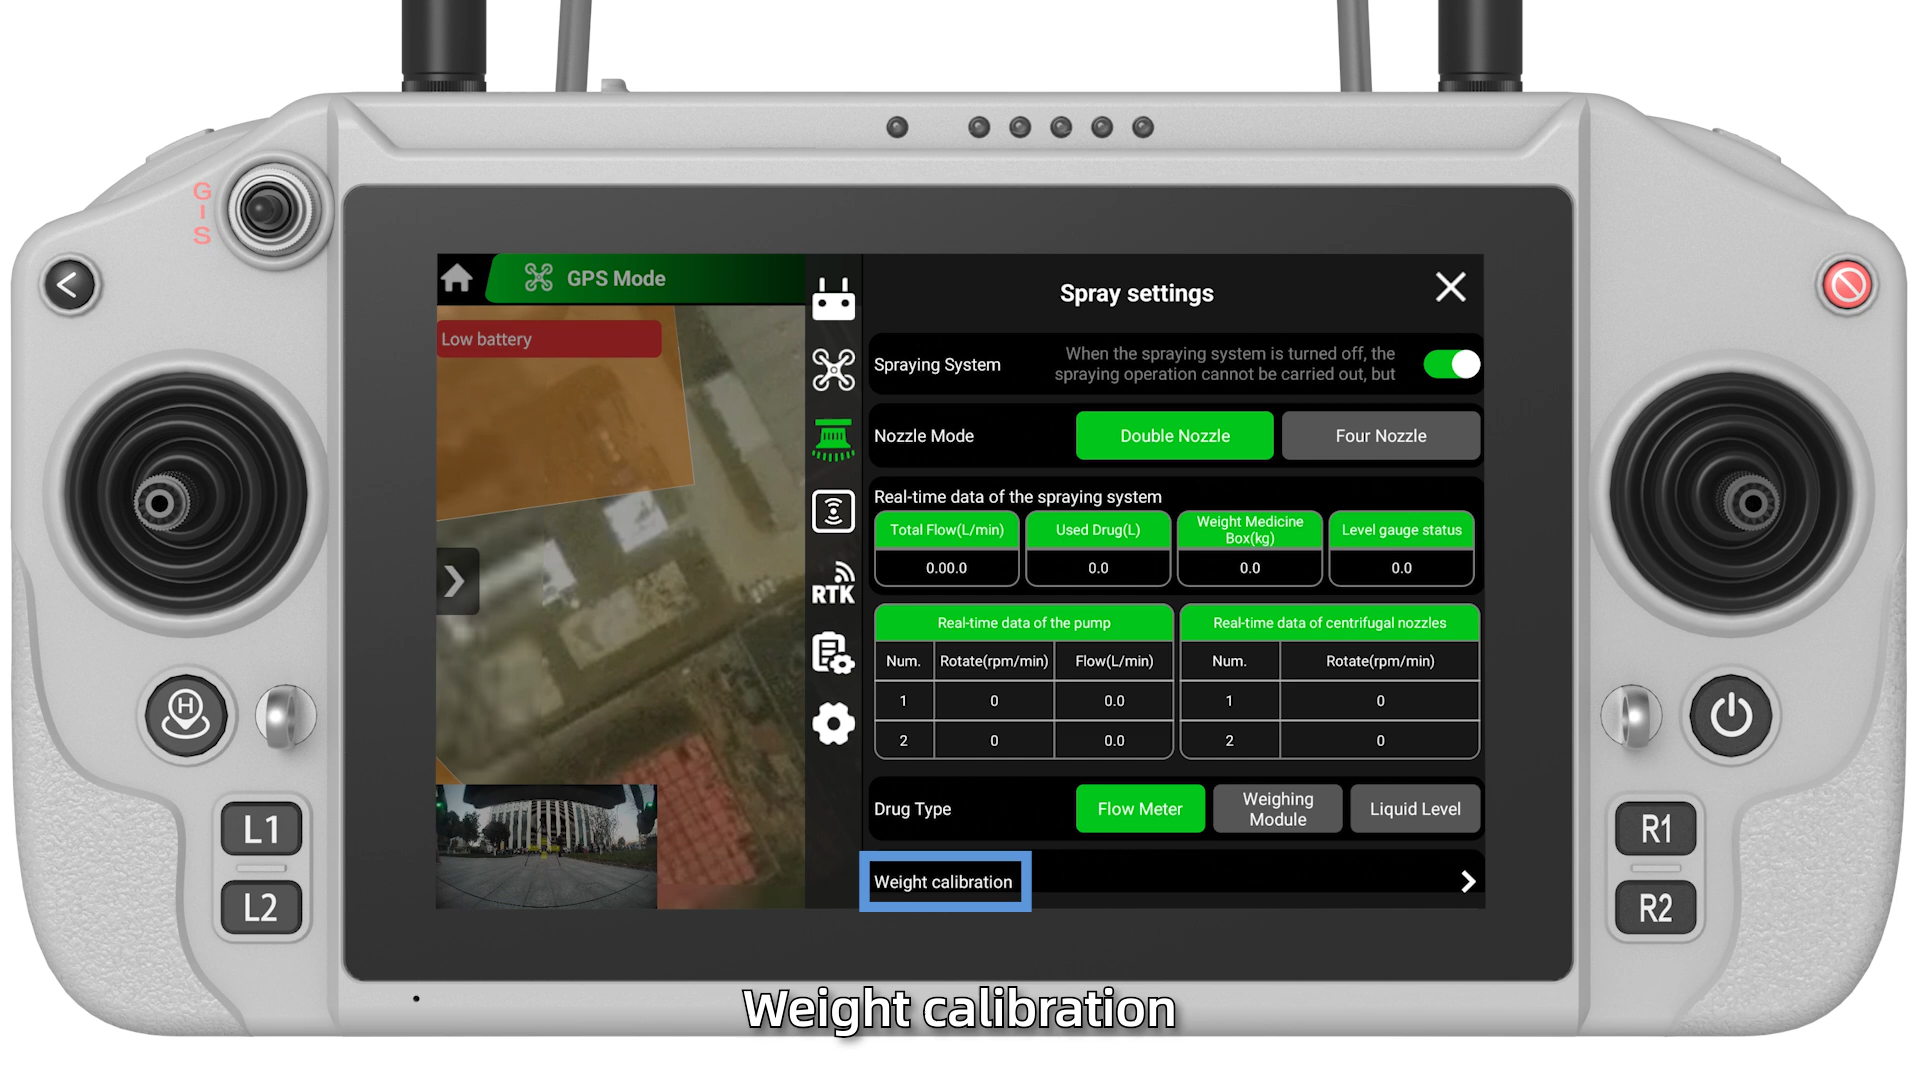 G
I
S
GPS Mode
Low battery
RTK
Spray settings
Spraying System
When the spraying system is turned off, the
spraying operation cannot be carried out, but
Nozzle Mode
Double Nozzle
Four Nozzle
Real-time data of the spraying system
Total Flow(L/min)
Used Drug(L)
Weight Medicine
Box(kg)
Level gauge status
0.00.0
0.0
0.0
0.0
Real-time data of the pump
Num.
Rotate(rpm/min)
Flow(L/min)
1
0
0.0
2
0
0.0
Real-time data of centrifugal nozzles
Num.
Rotate(rpm/min)
1
0
2
0
Drug Type
Flow Meter
Weighing
Module
Liquid Level
Weight calibration
H
L1
L2
R1
R2
Weight calibration